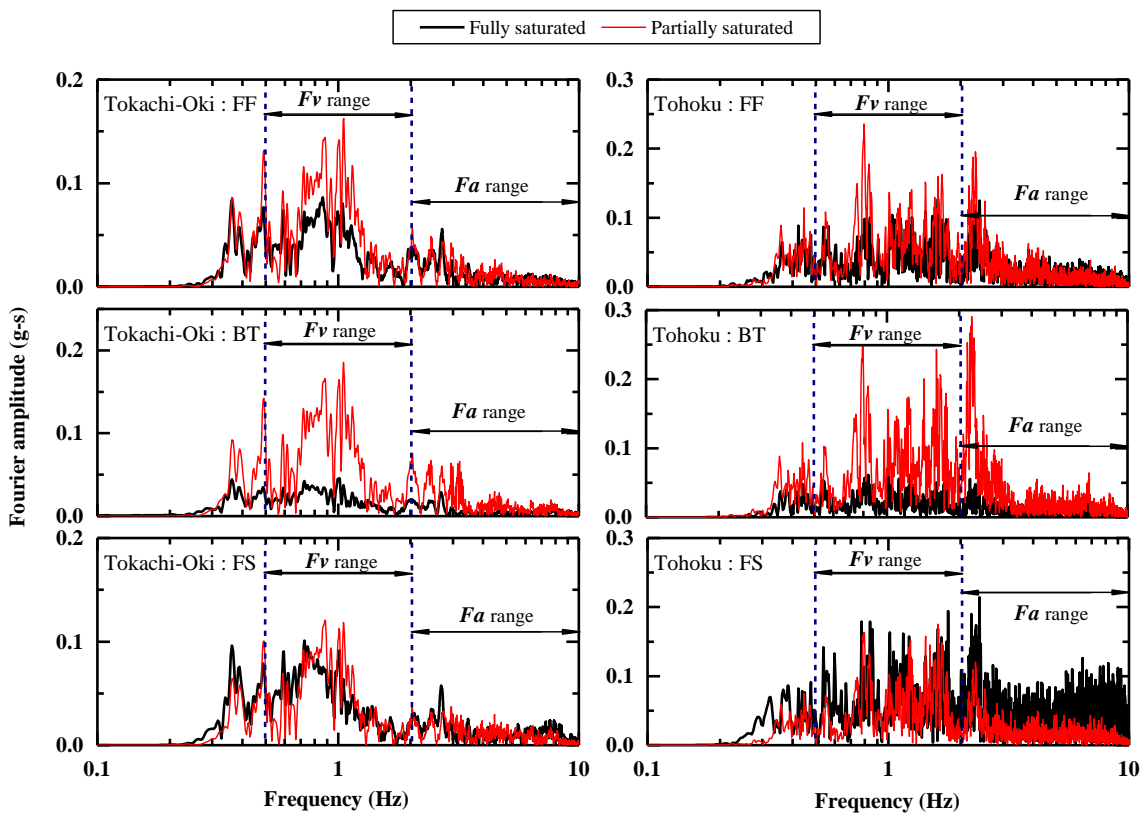 Fully saturated Partially saturated
Fourier amplitude (g-s)
0.2
Tokachi-Oki : FF
Fv range
Fa range
0.1
0.0
0.3
Tohoku : FF
Fv range
Fa range
0.2
0.1
0.0
Tokachi-Oki : BT
Fv range
Fa range
0.2
0.1
0.0
0.3
Tohoku : BT
Fv range
Fa range
0.2
0.1
0.0
0.2
Tokachi-Oki : FS
Fv range
Fa range
0.1
0.0
0.1 1 10
Frequency (Hz)
0.3
Tohoku : FS
Fv range
Fa range
0.2
0.1
0.0
0.1 1 10
Frequency (Hz)